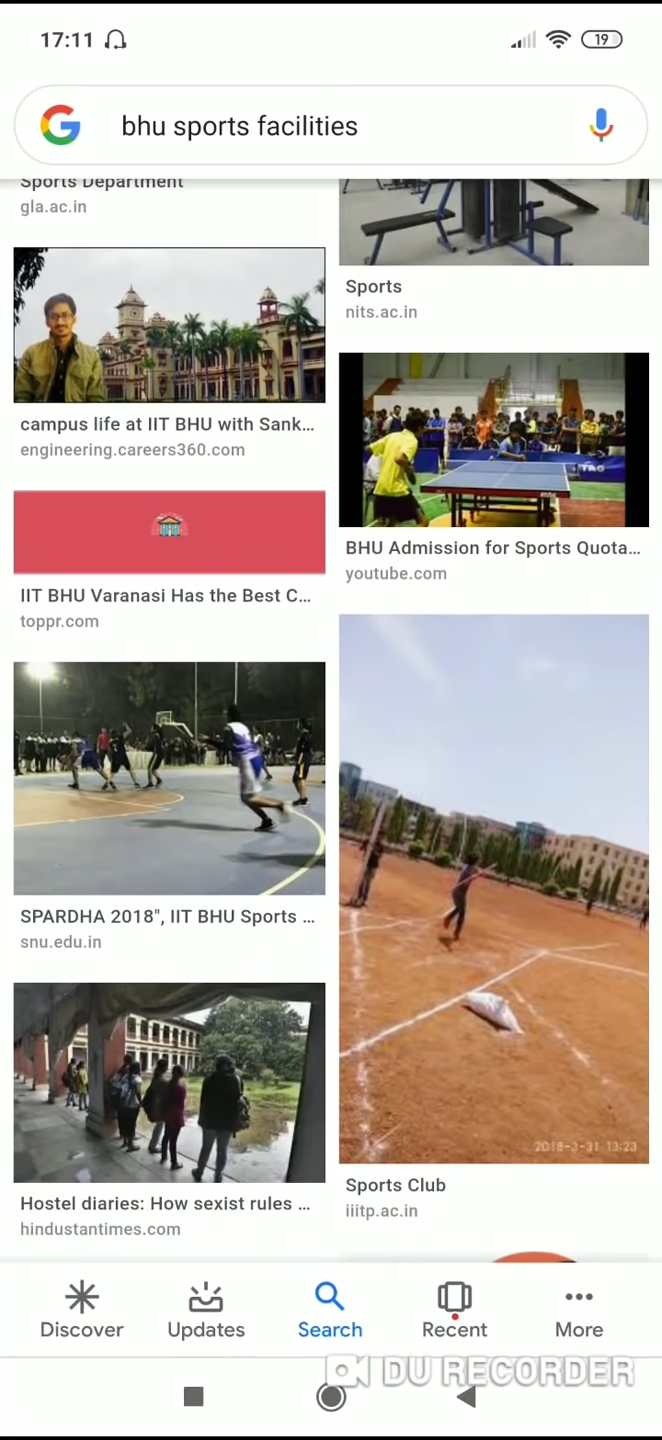 17:11
19
bhu sports facilities
Sports Department
gla.ac.in
campus life at IIT BHU with Sank...
engineering.careers360.com
IIT BHU Varanasi Has the Best C...
toppr.com
SPARDHA 2018", IIT BHU Sports ...
snu.edu.in
Hostel diaries: How sexist rules ...
hindustantimes.com
Sports
nits.ac.in
TAG
BHU Admission for Sports Quota...
youtube.com
2018-3-31 13:23
Sports Club
iiitp.ac.in
Discover
Updates
Search
Recent
More
DU RECORDER